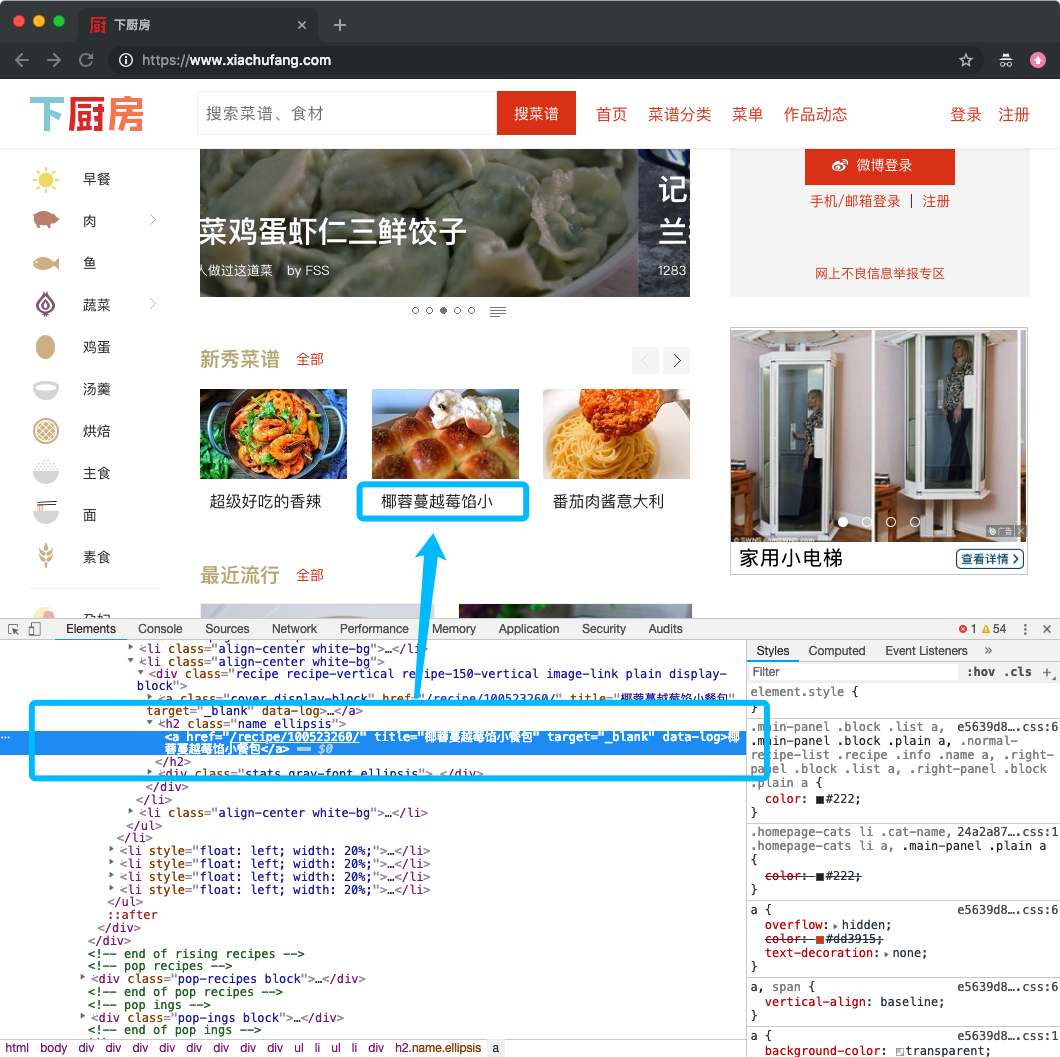 下厨房
https://www.xiachufang.com
下厨房
搜索菜谱、食材
搜菜谱
首页
菜谱分类
菜单
作品动态
登录
注册
早餐
肉
鱼
蔬菜
鸡蛋
汤羹
烘焙
主食
面
素食
菜鸡蛋虾仁三鲜饺子
人做过这道菜 by FSS
记
1283
微博登录
手机/邮箱登录 | 注册
网上不良信息举报专区
新秀菜谱 全部
超级好吃的香辣
椰蓉蔓越莓馅小
番茄肉酱意大利
最近流行 全部
广告
家用小电梯
查看详情
Elements Console Sources Network Performance Memory Application Security Audits
1 54
<li class="align-center white-bg">…</li>
<li class="align-center white-bg">
<div class="recipe recipe-vertical recipe-150-vertical image-link plain display-
block">
<a class="cover display-block" href="/recipe/100523260/" title="椰蓉蔓越莓馅小餐包"
target="_blank" data-log>…</a>
<h2 class="name ellipsis">
<a href="/recipe/100523260/" title="椰蓉蔓越莓馅小餐包" target="_blank" data-log>椰
蓉蔓越莓馅小餐包</a> == $0
</h2>
<div class="stats gray-font ellipsis">…</div>
</div>
</li>
<li class="align-center white-bg">…</li>
</ul>
</li>
<li style="float: left; width: 20%;">…</li>
<li style="float: left; width: 20%;">…</li>
<li style="float: left; width: 20%;">…</li>
<li style="float: left; width: 20%;">…</li>
</ul>
::after
</div>
</div>
<!-- end of rising recipes -->
<!-- pop recipes -->
<div class="pop-recipes block">…</div>
<!-- end of pop recipes -->
<!-- pop ings -->
<div class="pop-ings block">…</div>
<!-- end of pop ings -->
html body div div div div div div div div ul li ul li div h2.name.ellipsis a
Styles Computed Event Listeners »
Filter :hov .cls +
element.style {
}
.main-panel .block .list a, e5639d8….css:6
.main-panel .block .plain a, .normal-
recipe-list .recipe .info .name a, .right-
panel .block .list a, .right-panel .block
.plain a {
color: #222;
}
.homepage-cats li .cat-name, 24a2a87….css:1
.homepage-cats li a, .main-panel .plain a
{
color: #222;
}
a { e5639d8….css:6
overflow: hidden;
color: #dd3915;
text-decoration: none;
}
a, span { e5639d8….css:6
vertical-align: baseline;
}
a { e5639d8….css:1
background-color: transparent;